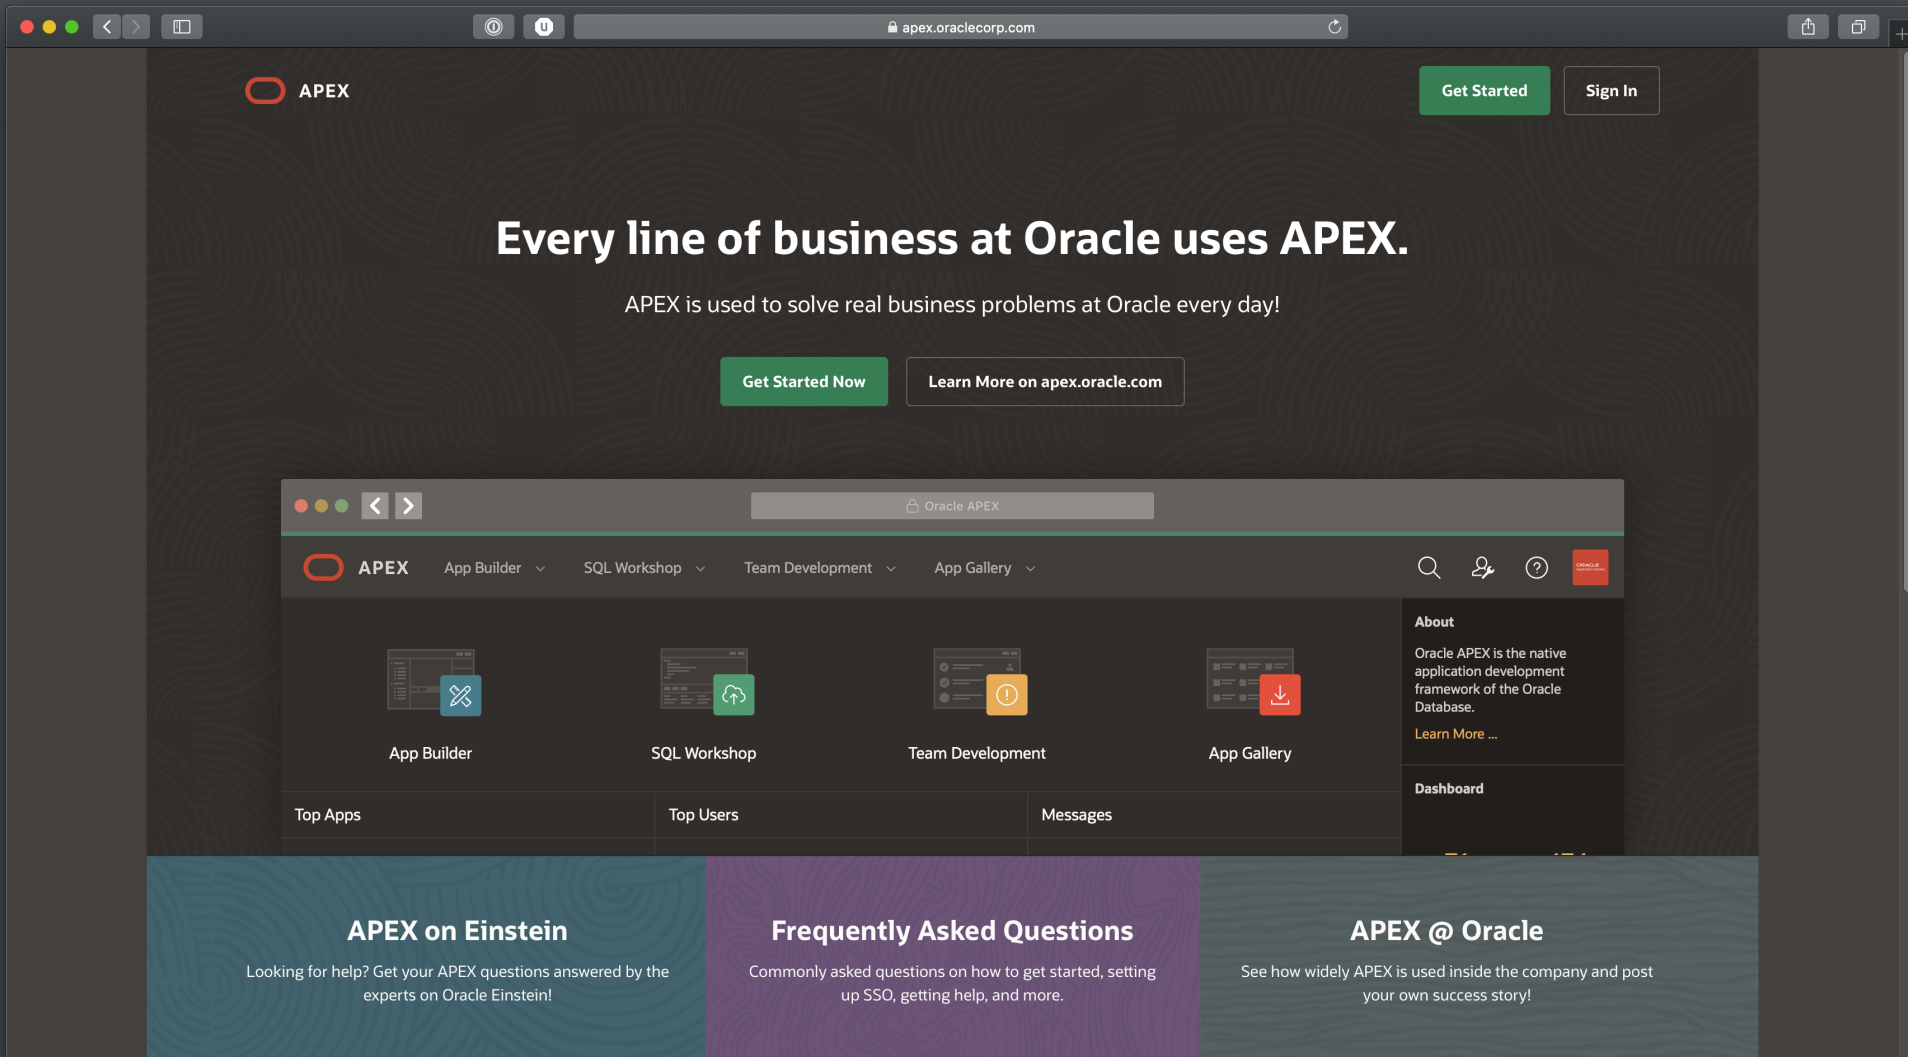 apex.oraclecorp.com
APEX
Get Started
Sign In
Every line of business at Oracle uses APEX.
APEX is used to solve real business problems at Oracle every day!
Get Started Now
Learn More on apex.oracle.com
Oracle APEX
APEX
App Builder
SQL Workshop
Team Development
App Gallery
ORACLE
App Builder
SQL Workshop
Team Development
App Gallery
About
Oracle APEX is the native
application development
framework of the Oracle
Database.
Learn More ...
Dashboard
Top Apps
Top Users
Messages
APEX on Einstein
Looking for help? Get your APEX questions answered by the
experts on Oracle Einstein!
Frequently Asked Questions
Commonly asked questions on how to get started, setting
up SSO, getting help, and more.
APEX @ Oracle
See how widely APEX is used inside the company and post
your own success story!